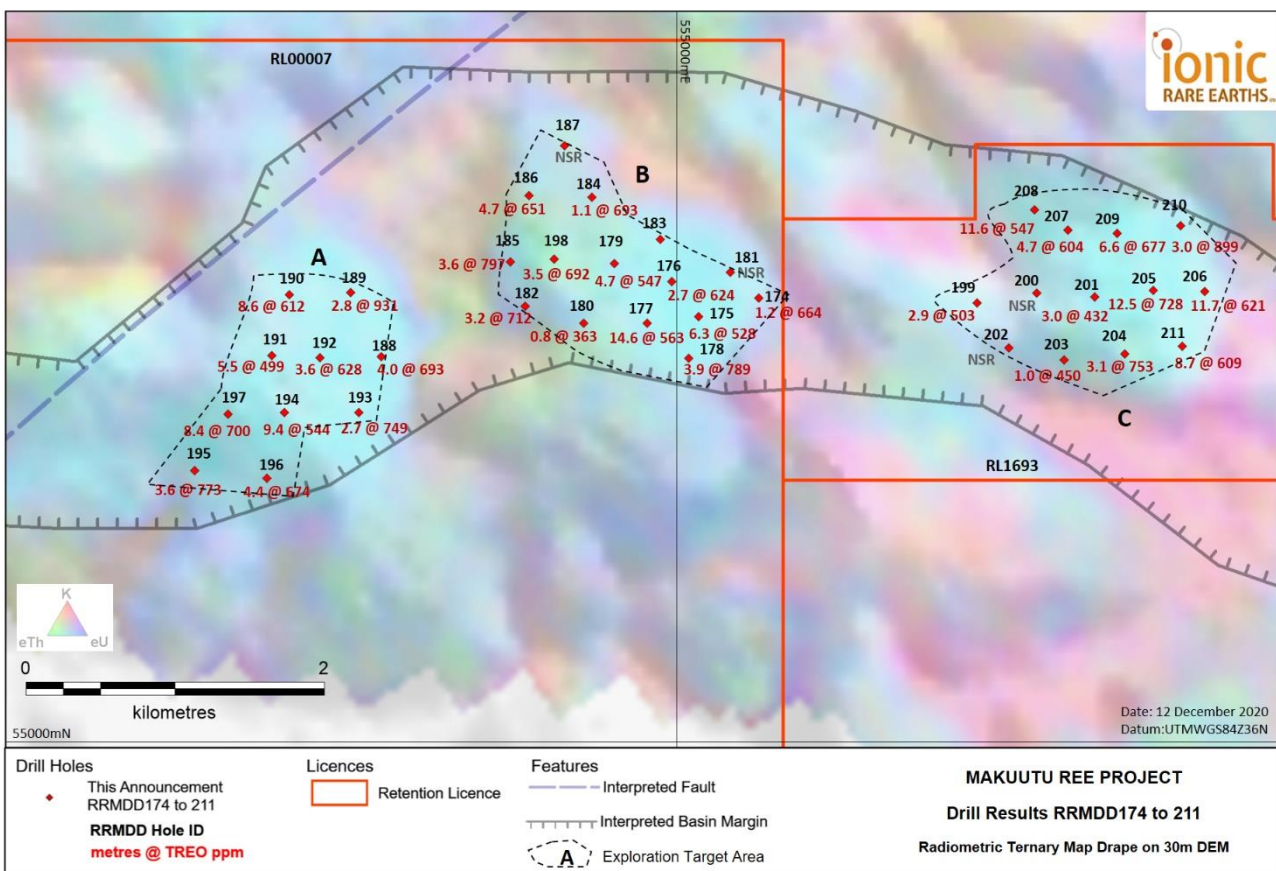 ionic
RARE EARTHS
RL00007
555000mE
187
NSR
B
186
4.7 @ 651
184
1.1 @ 693
183
185
3.6 @ 797
198
3.5 @ 692
179
4.7 @ 547
176
2.7 @ 624
181
NSR
182
3.2 @ 712
180
0.8 @ 363
177
14.6 @ 563
175
6.3 @ 528
174
1.2 @ 664
178
3.9 @ 789
A
190
8.6 @ 612
189
2.8 @ 931
191
5.5 @ 499
192
3.6 @ 628
188
4.0 @ 693
197
8.4 @ 700
194
9.4 @ 544
193
2.7 @ 749
195
3.6 @ 773
196
4.4 @ 674
208
11.6 @ 547
207
4.7 @ 604
209
6.6 @ 677
210
3.0 @ 899
199
2.9 @ 503
200
NSR
201
3.0 @ 432
205
12.5 @ 728
206
11.7 @ 621
202
NSR
203
1.0 @ 450
204
3.1 @ 753
211
8.7 @ 609
C
RL1693
K
eTh eU
0 2
kilometres
55000mN
Date: 12 December 2020
Datum:UTMWGS84Z36N
Drill Holes
This Announcement
RRMDD174 to 211
RRMDD Hole ID
metres @ TREO ppm
Licences
Retention Licence
Features
Interpreted Fault
Interpreted Basin Margin
A Exploration Target Area
MAKUUTU REE PROJECT
Drill Results RRMDD174 to 211
Radiometric Ternary Map Drape on 30m DEM